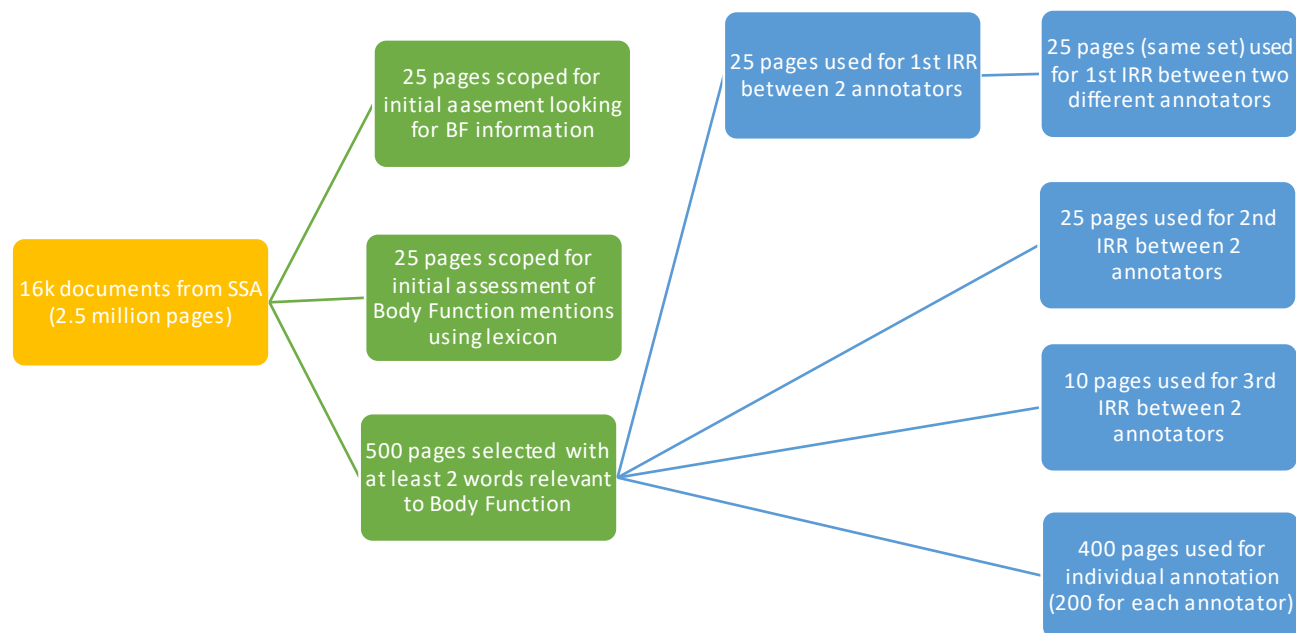 16k documents from SSA
(2.5 million pages)
25 pages scoped for
initial aasement looking
for BF information
25 pages scoped for
initial assessment of
Body Function mentions
using lexicon
500 pages selected with
at least 2 words relevant
to Body Function
25 pages used for 1st IRR
between 2 annotators
25 pages (same set) used
for 1st IRR between two
different annotators
25 pages used for 2nd
IRR between 2
annotators
10 pages used for 3rd
IRR between 2
annotators
400 pages used for
individual annotation
(200 for each annotator)